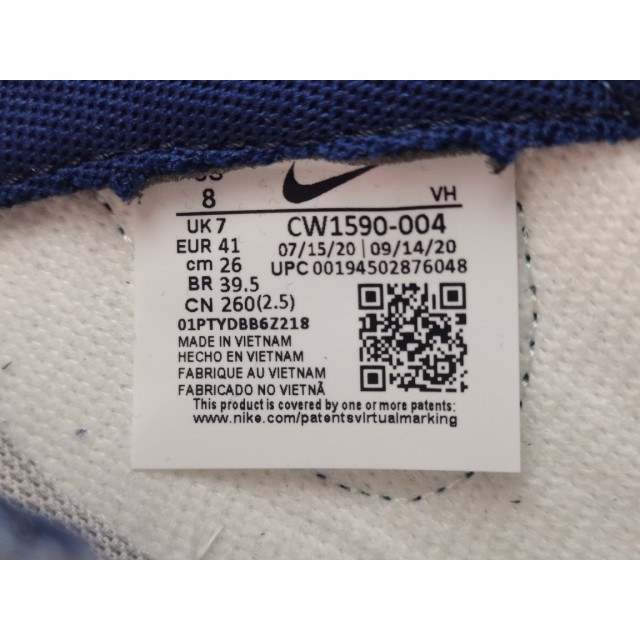 8 VH
UK 7 CW1590-004
EUR 41 07/15/20 | 09/14/20
cm 26 UPC 00194502876048
BR 39.5
CN 260(2.5)
01PTYDBB6Z218
MADE IN VIETNAM
HECHO EN VIETNAM
FABRIQUE AU VIETNAM
FABRICADO NO VIETNÃ
This product is covered by one or more patents:
www.nike.com/patentsvirtualmarking